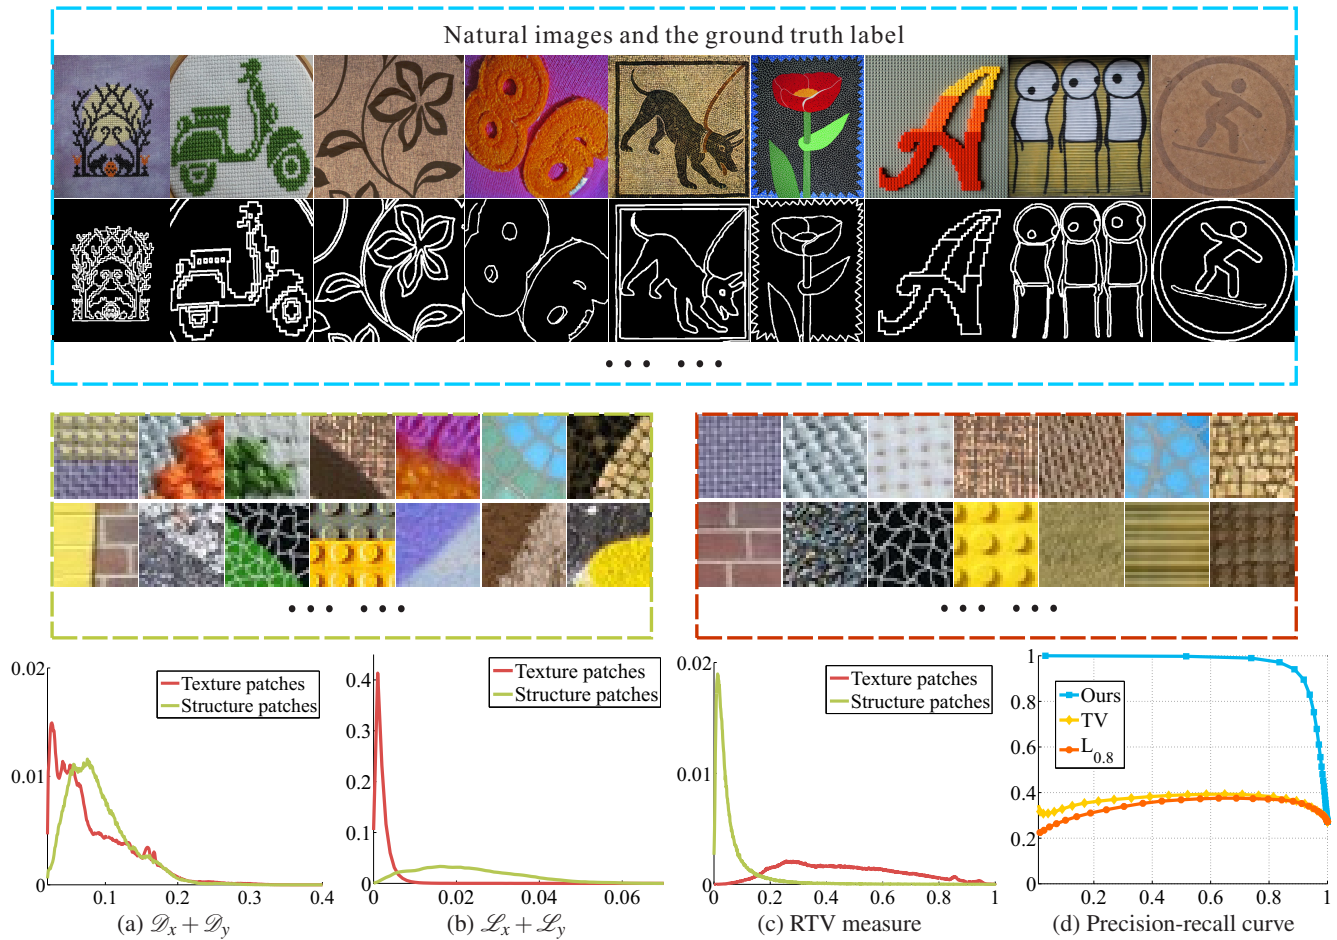 Natural images and the ground truth label
... ...
... ...
... ...
0.02
0.01
0
0.1
0.2
0.3
0.4
Texture patches
Structure patches
(a) 𝒟x + 𝒟y
0.4
0.3
0.2
0.1
0
0
0.02
0.04
0.06
Texture patches
Structure patches
(b) ℒx + ℒy
0.02
0.01
0
0
0.2
0.4
0.6
0.8
1
Texture patches
Structure patches
(c) RTV measure
1
0.8
0.6
0.4
0.2
0
0.2
0.4
0.6
0.8
1
Ours
TV
L0.8
(d) Precision-recall curve